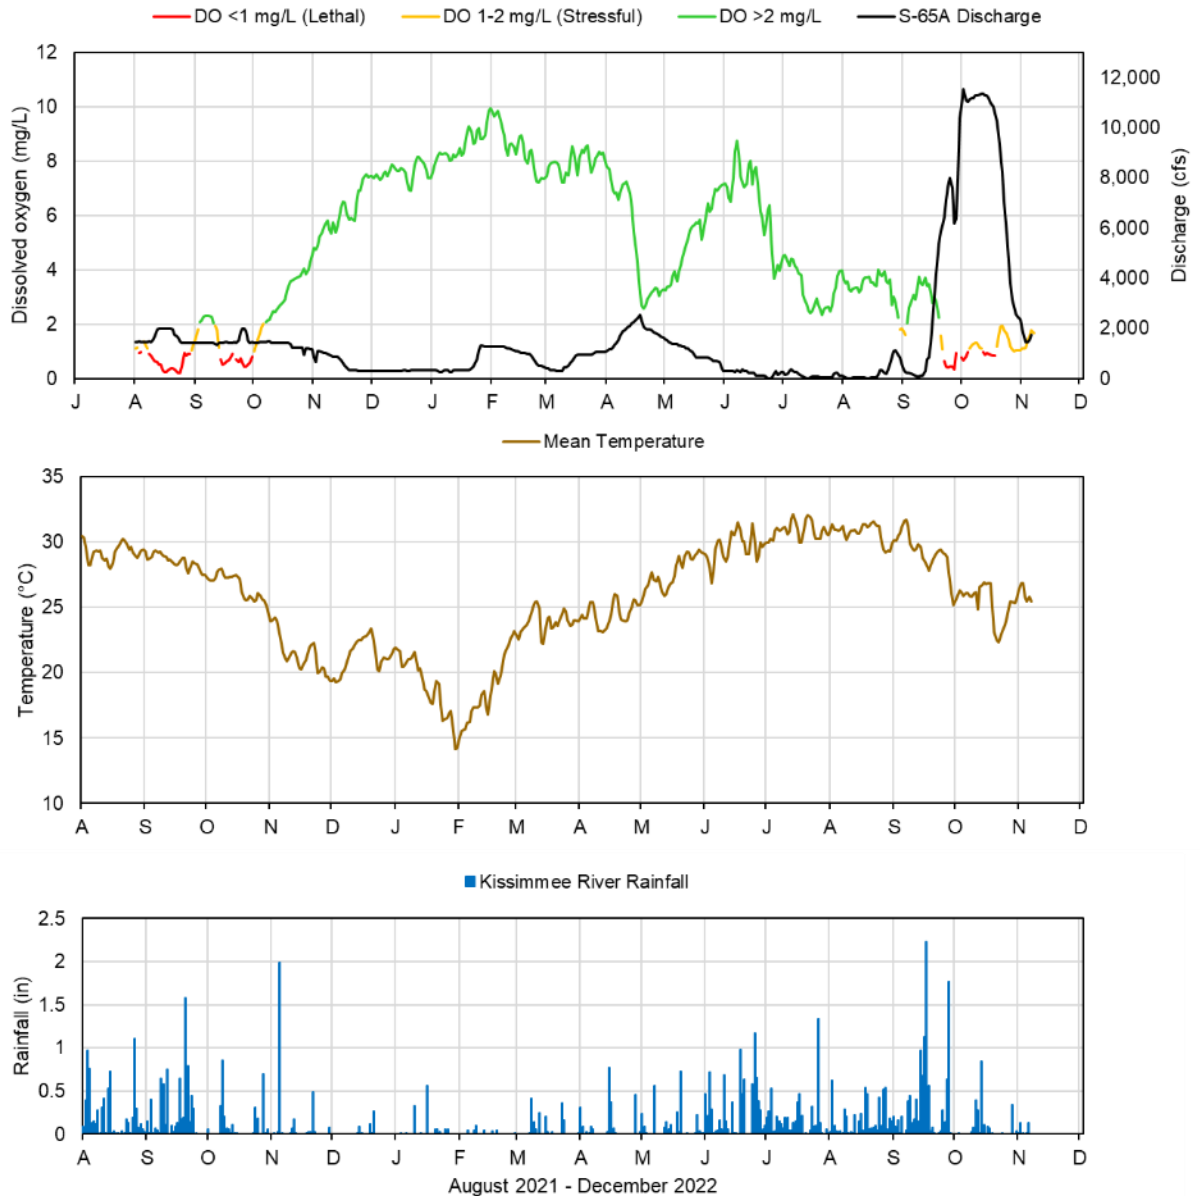 DO <1 mg/L (Lethal) DO 1-2 mg/L (Stressful) DO >2 mg/L S-65A Discharge
12
10
8
6
4
2
0
Dissolved oxygen (mg/L)
12,000
10,000
8,000
6,000
4,000
2,000
0
Discharge (cfs)
J A S O N D J F M A M J J A S O N D
Mean Temperature
35
30
25
20
15
10
Temperature (°C)
A S O N D J F M A M J J A S O N D
Kissimmee River Rainfall
2.5
2
1.5
1
0.5
0
Rainfall (in)
A S O N D J F M A M J J A S O N D
August 2021 - December 2022